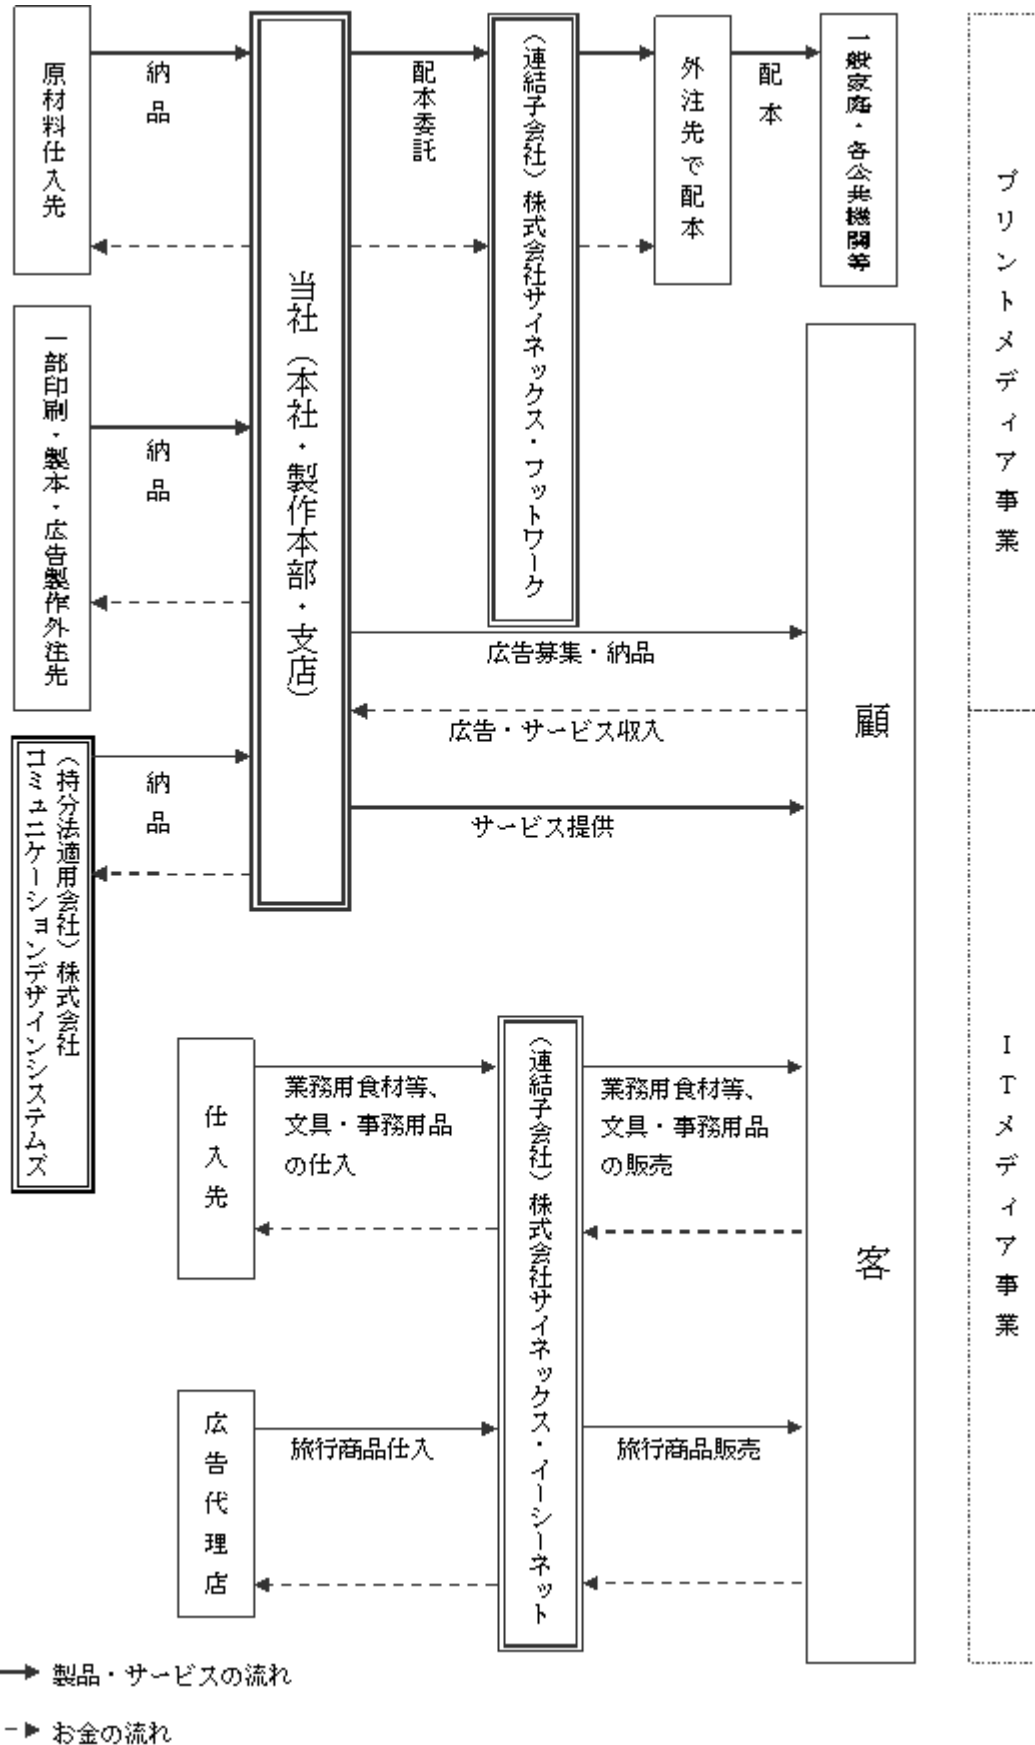 原材料仕入先
納品
当社（本社・製作本部・支店）
配本委託
（連結子会社）株式会社サイネックス・フットワーク
外注先で配本
配本
一般家庭・各公共機関等
プリントメディア事業
一部印刷・製本・広告製作外注先
納品
広告募集・納品
広告・サービス収入
サービス提供
顧客
（持分法適用会社）株式会社
コミュニケーションデザインシステムズ
納品
ITメディア事業
仕入先
業務用食材等、
文具・事務用品
の仕入
（連結子会社）株式会社サイネックス・イーシーネット
業務用食材等、
文具・事務用品
の販売
広告代理店
旅行商品仕入
旅行商品販売
製品・サービスの流れ
お金の流れ